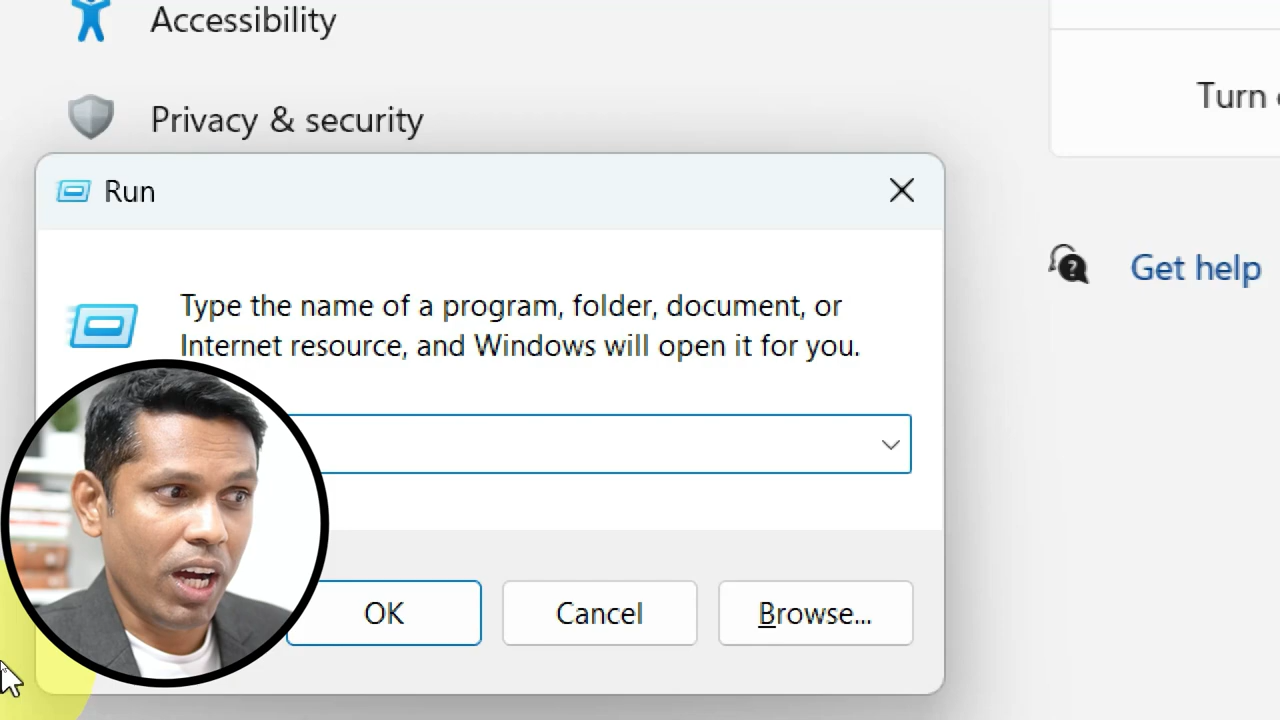 Accessibility
Privacy & security
Turn
Get help
Run
Type the name of a program, folder, document, or
Internet resource, and Windows will open it for you.
OK
Cancel
Browse...